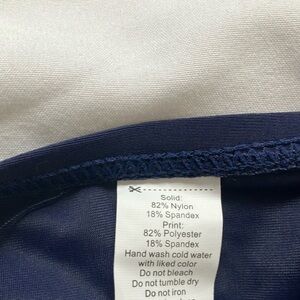 Solid:
82% Nylon
18% Spandex
Print:
82% Polyester
18% Spandex
Hand wash cold water
with liked color
Do not bleach
Do not tumble dry
Do not iron